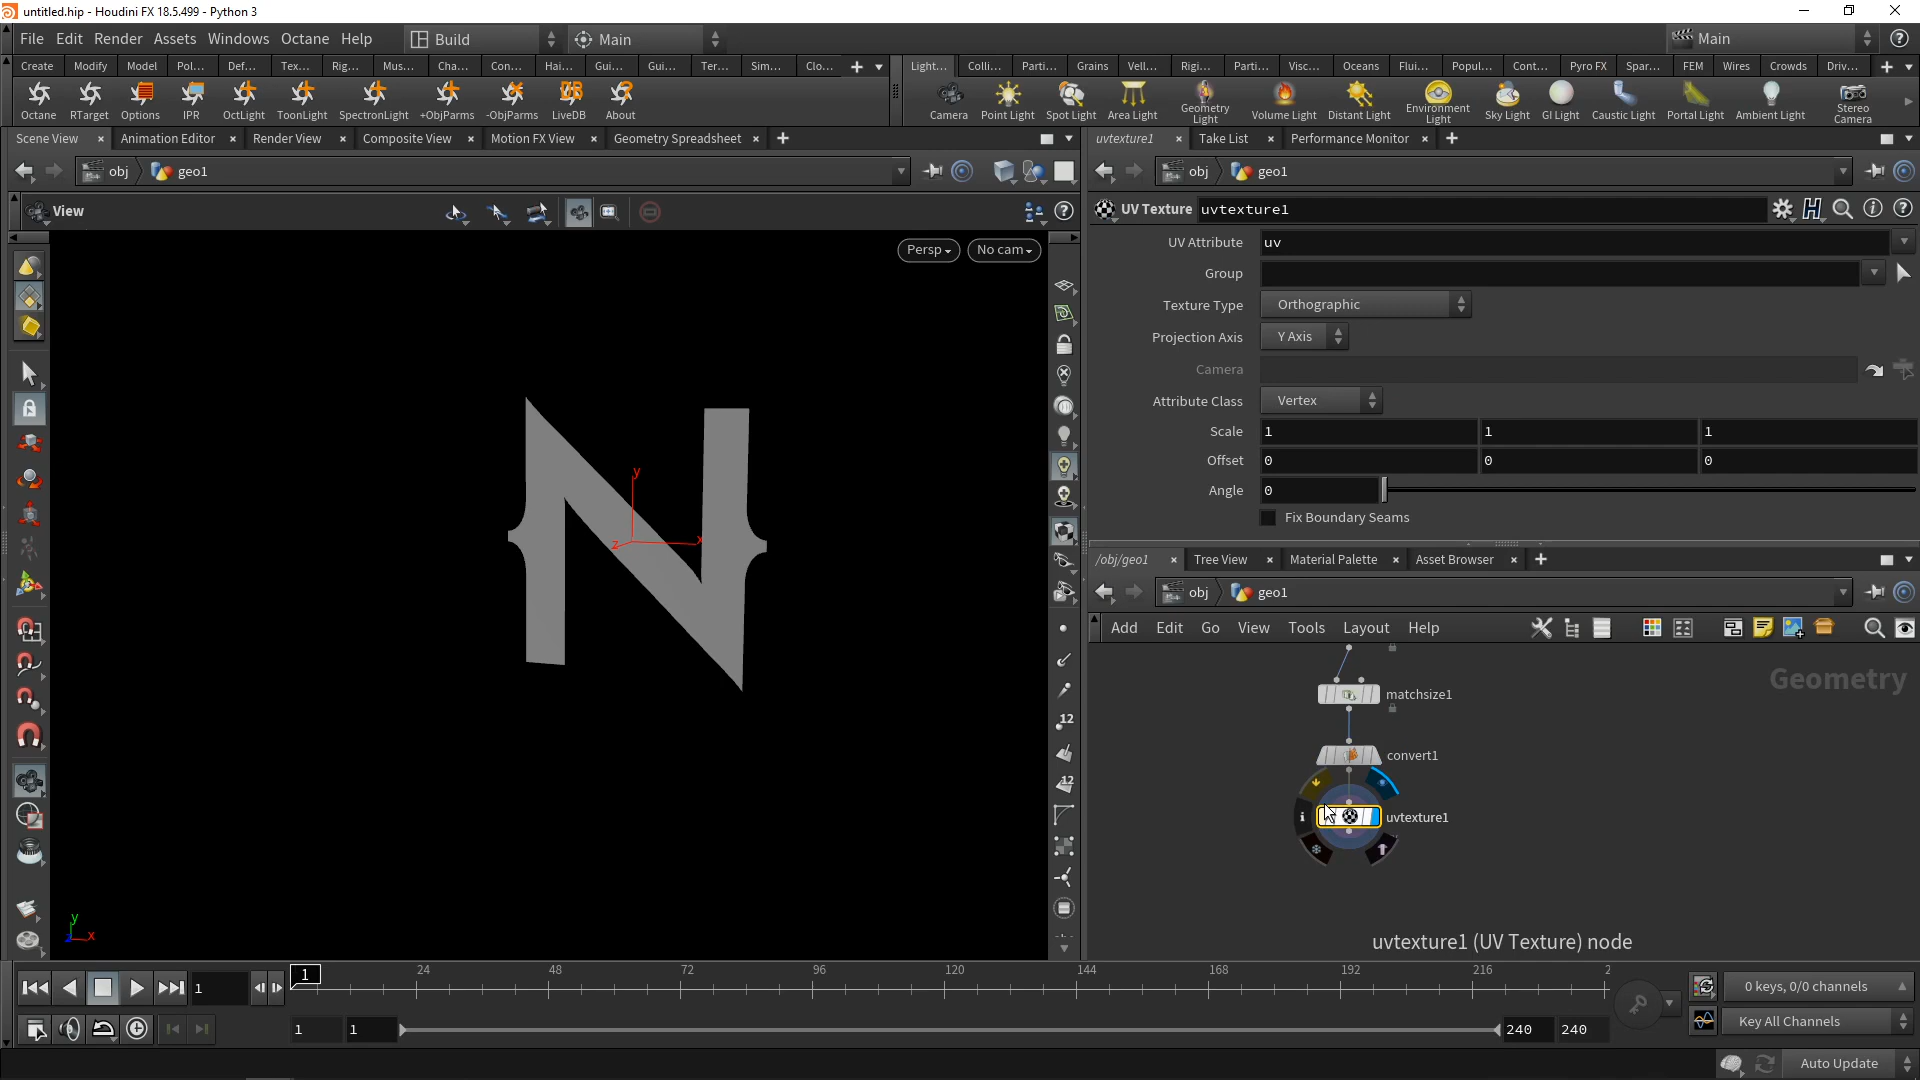 untitled.hip - Houdini FX 18.5.499 - Python 3
File Edit Render Assets Windows Octane Help Build Main Main
Create Modify Model Pol... Def... Tex... Rig... Mus... Cha... Con... Hai... Gui... Gui... Ter... Sim... Clo...
Light... Colli... Parti... Grains Vell... Rigi... Parti... Visc... Oceans Flui... Popul... Cont... Pyro FX Spar... FEM Wires Crowds Driv...
Octane RTarget Options IPR OctLight ToonLight SpectronLight +ObjParms -ObjParms LiveDB About
Camera Point Light Spot Light Area Light Geometry Light Volume Light Distant Light Environment Light Sky Light GI Light Caustic Light Portal Light Ambient Light Stereo Camera
Scene View Animation Editor Render View Composite View Motion FX View Geometry Spreadsheet
uvtexture1 Take List Performance Monitor
obj geo1
obj geo1
View
UV Texture uvtexture1
Persp No cam
UV Attribute uv
Group
Texture Type Orthographic
Projection Axis Y Axis
Camera
Attribute Class Vertex
Scale 1 1 1
Offset 0 0 0
Angle 0
Fix Boundary Seams
N
y
x
z
12
12
/obj/geo1 Tree View Material Palette Asset Browser
obj geo1
Add Edit Go View Tools Layout Help
Geometry
matchsize1
convert1
uvtexture1
uvtexture1 (UV Texture) node
y
z x
1 1 24 48 72 96 120 144 168 192 216 2
0 keys, 0/0 channels
1 1 240 240
Key All Channels
Auto Update